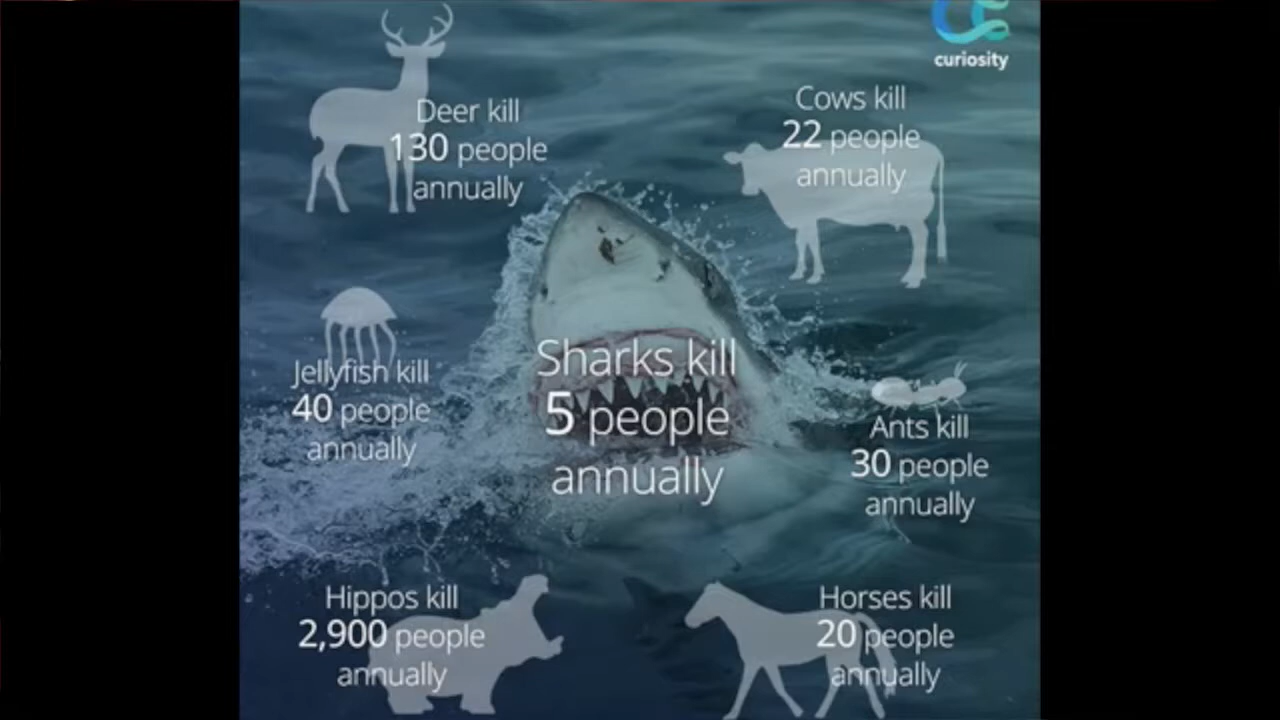 curiosity
Deer kill
130 people
annually
Cows kill
22 people
annually
Jellyfish kill
40 people
annually
Sharks kill
5 people
annually
Ants kill
30 people
annually
Hippos kill
2,900 people
annually
Horses kill
20 people
annually